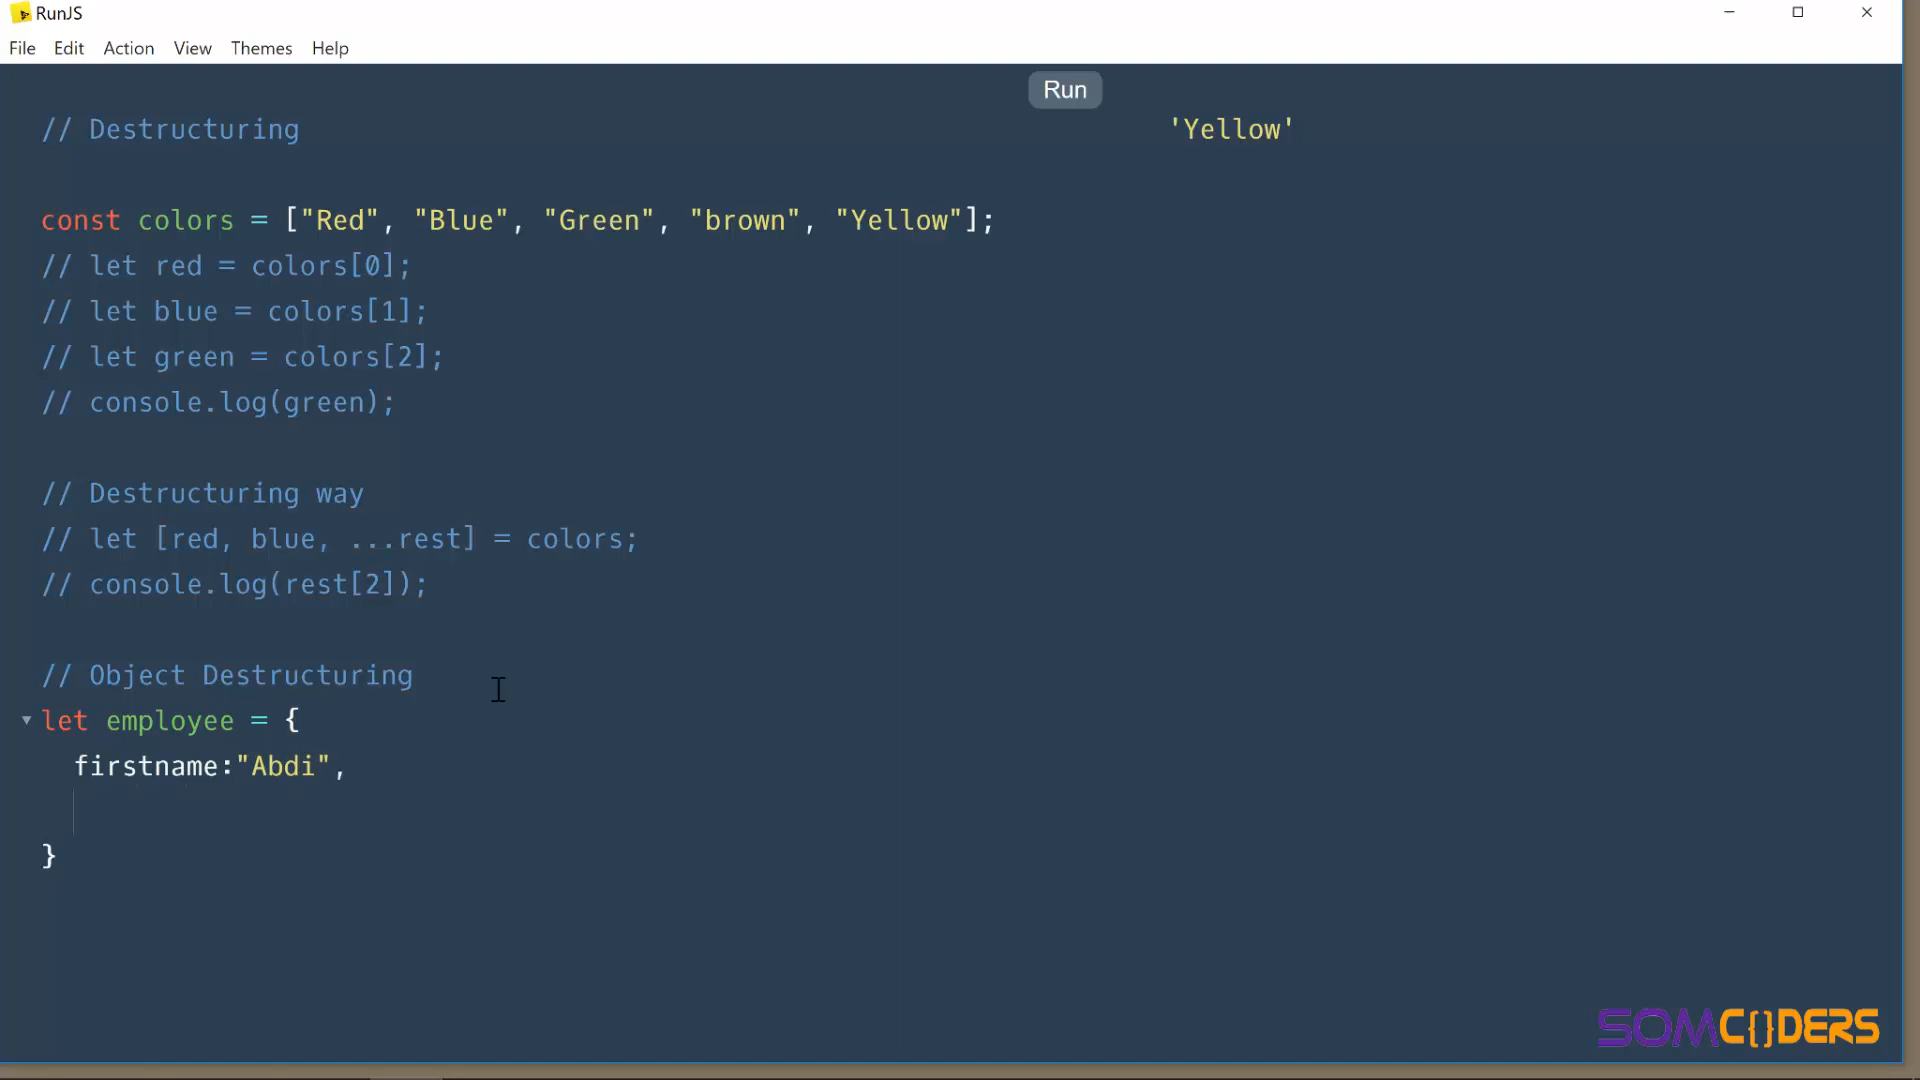 RunJS
File Edit Action View Themes Help
Run
// Destructuring
'Yellow'
const colors = ["Red", "Blue", "Green", "brown", "Yellow"];
// let red = colors[0];
// let blue = colors[1];
// let green = colors[2];
// console.log(green);
// Destructuring way
// let [red, blue, ...rest] = colors;
// console.log(rest[2]);
// Object Destructuring
let employee = {
firstname:"Abdi",
}
SOMC{}DERS